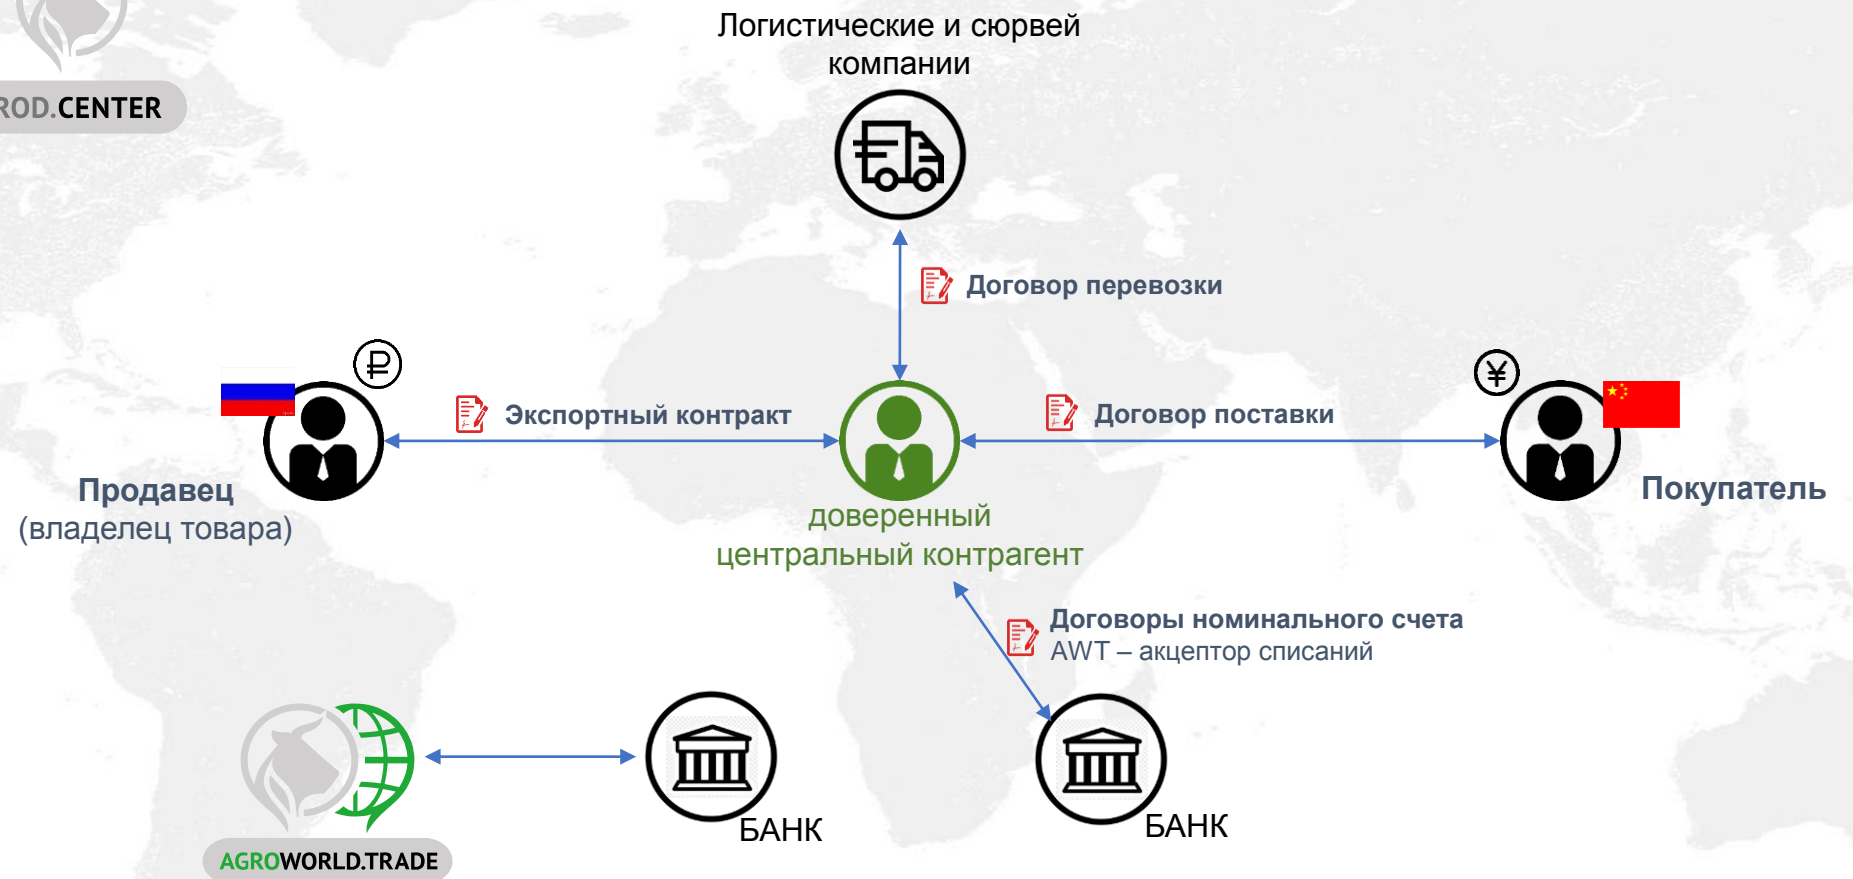 Логистические и сюрвей
компании
ROD.CENTER
Договор перевозки
Экспортный контракт
Договор поставки
Продавец
(владелец товара)
Покупатель
доверенный
центральный контрагент
Договоры номинального счета
AWT – акцептор списаний
БАНК
БАНК
AGROWORLD.TRADE